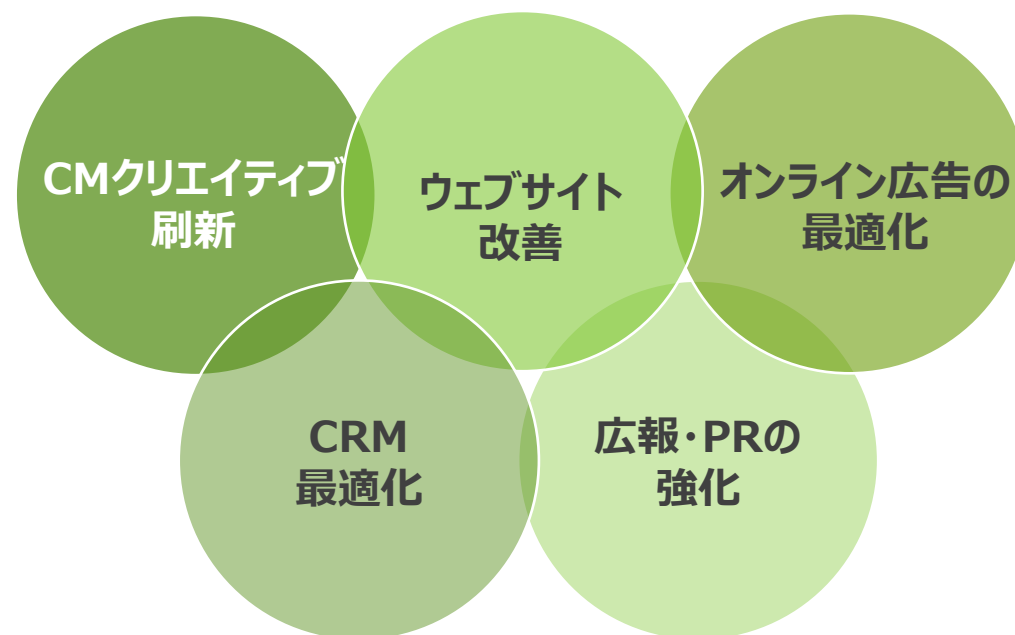 CMクリエイティブ
刷新
ウェブサイト
改善
オンライン広告の
最適化
CRM
最適化
広報・PRの
強化